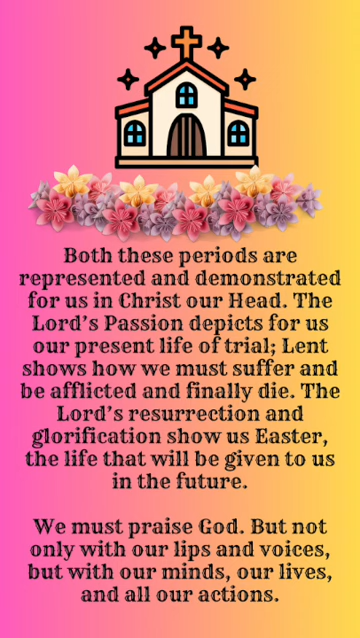 Both these periods are
represented and demonstrated
for us in Christ our Head. The
Lord's Passion depicts for us
our present life of trial; Lent
shows how we must suffer and
be afflicted and finally die. The
Lord's resurrection and
glorification show us Easter,
the life that will be given to us
in the future.
We must praise God. But not
only with our lips and voices,
but with our minds, our lives,
and all our actions.